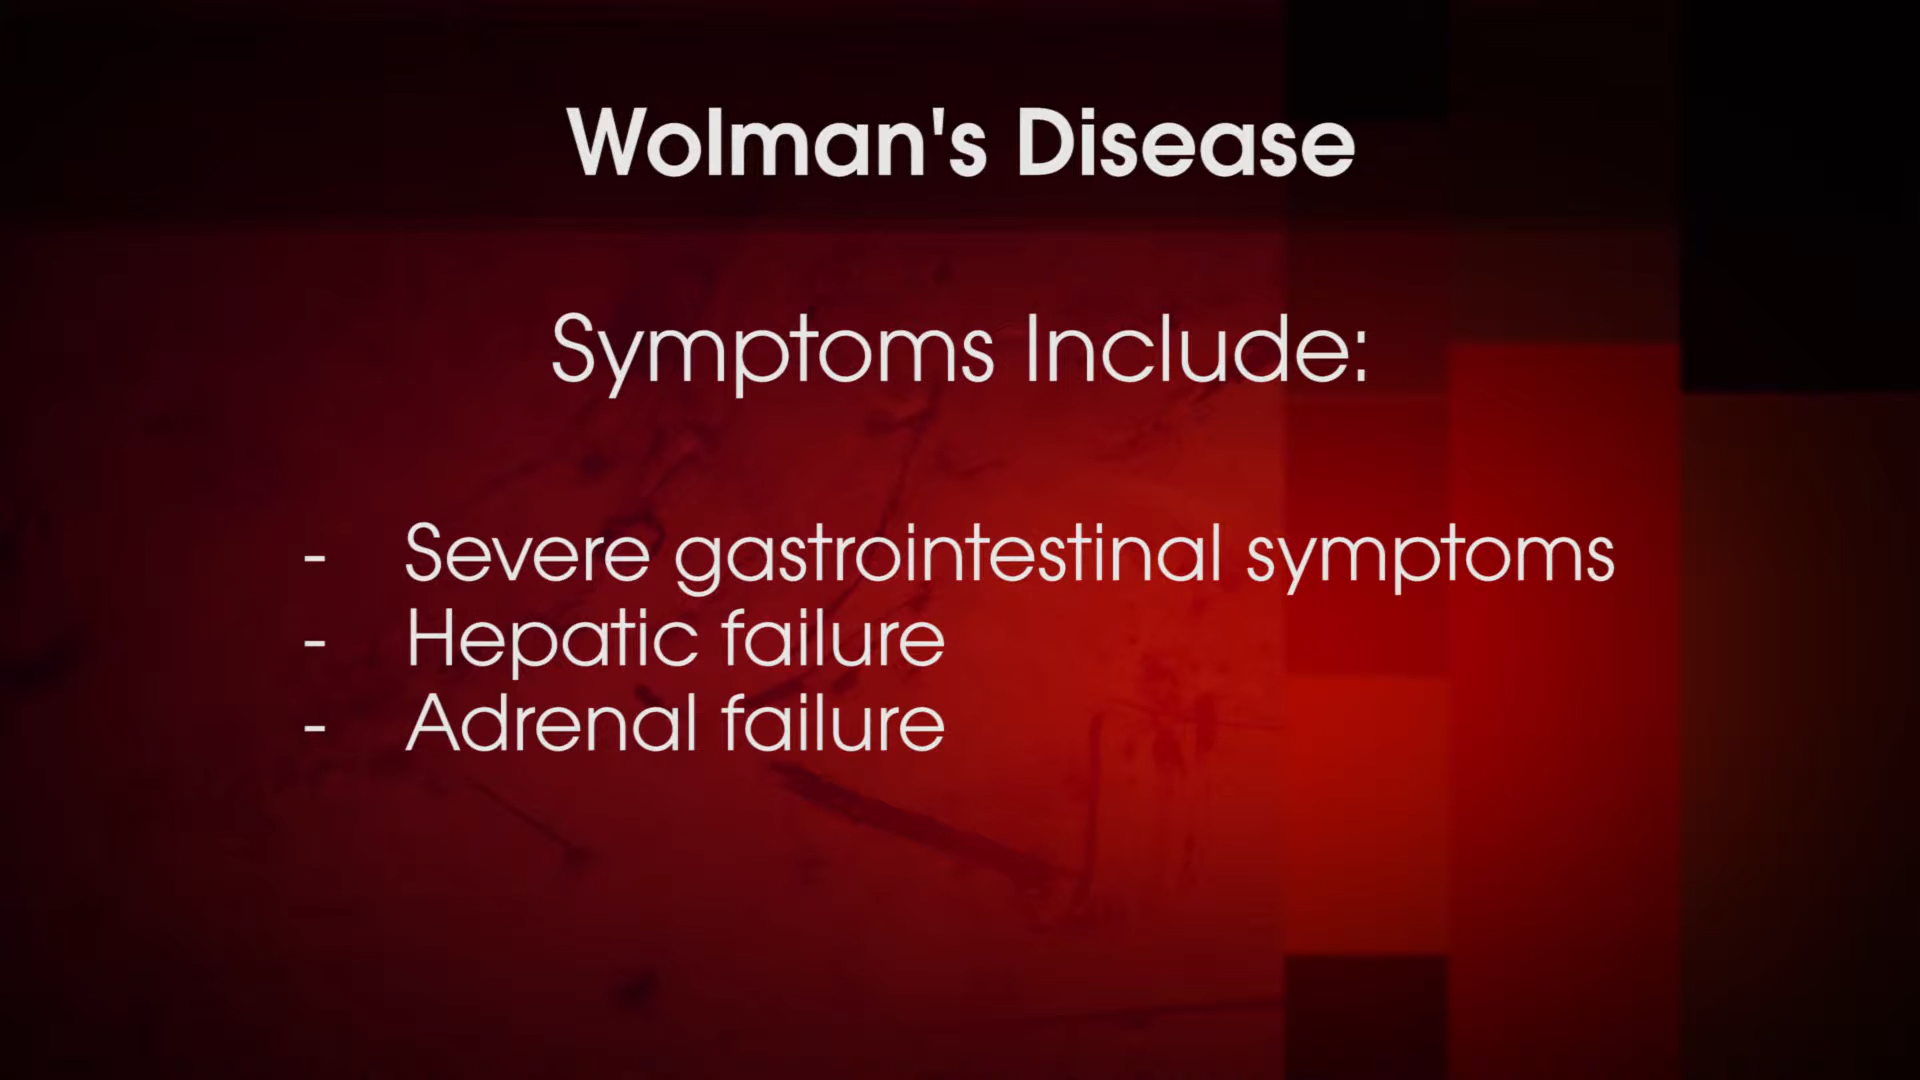 Wolman's Disease
Symptoms Include:
- Severe gastrointestinal symptoms
- Hepatic failure
- Adrenal failure